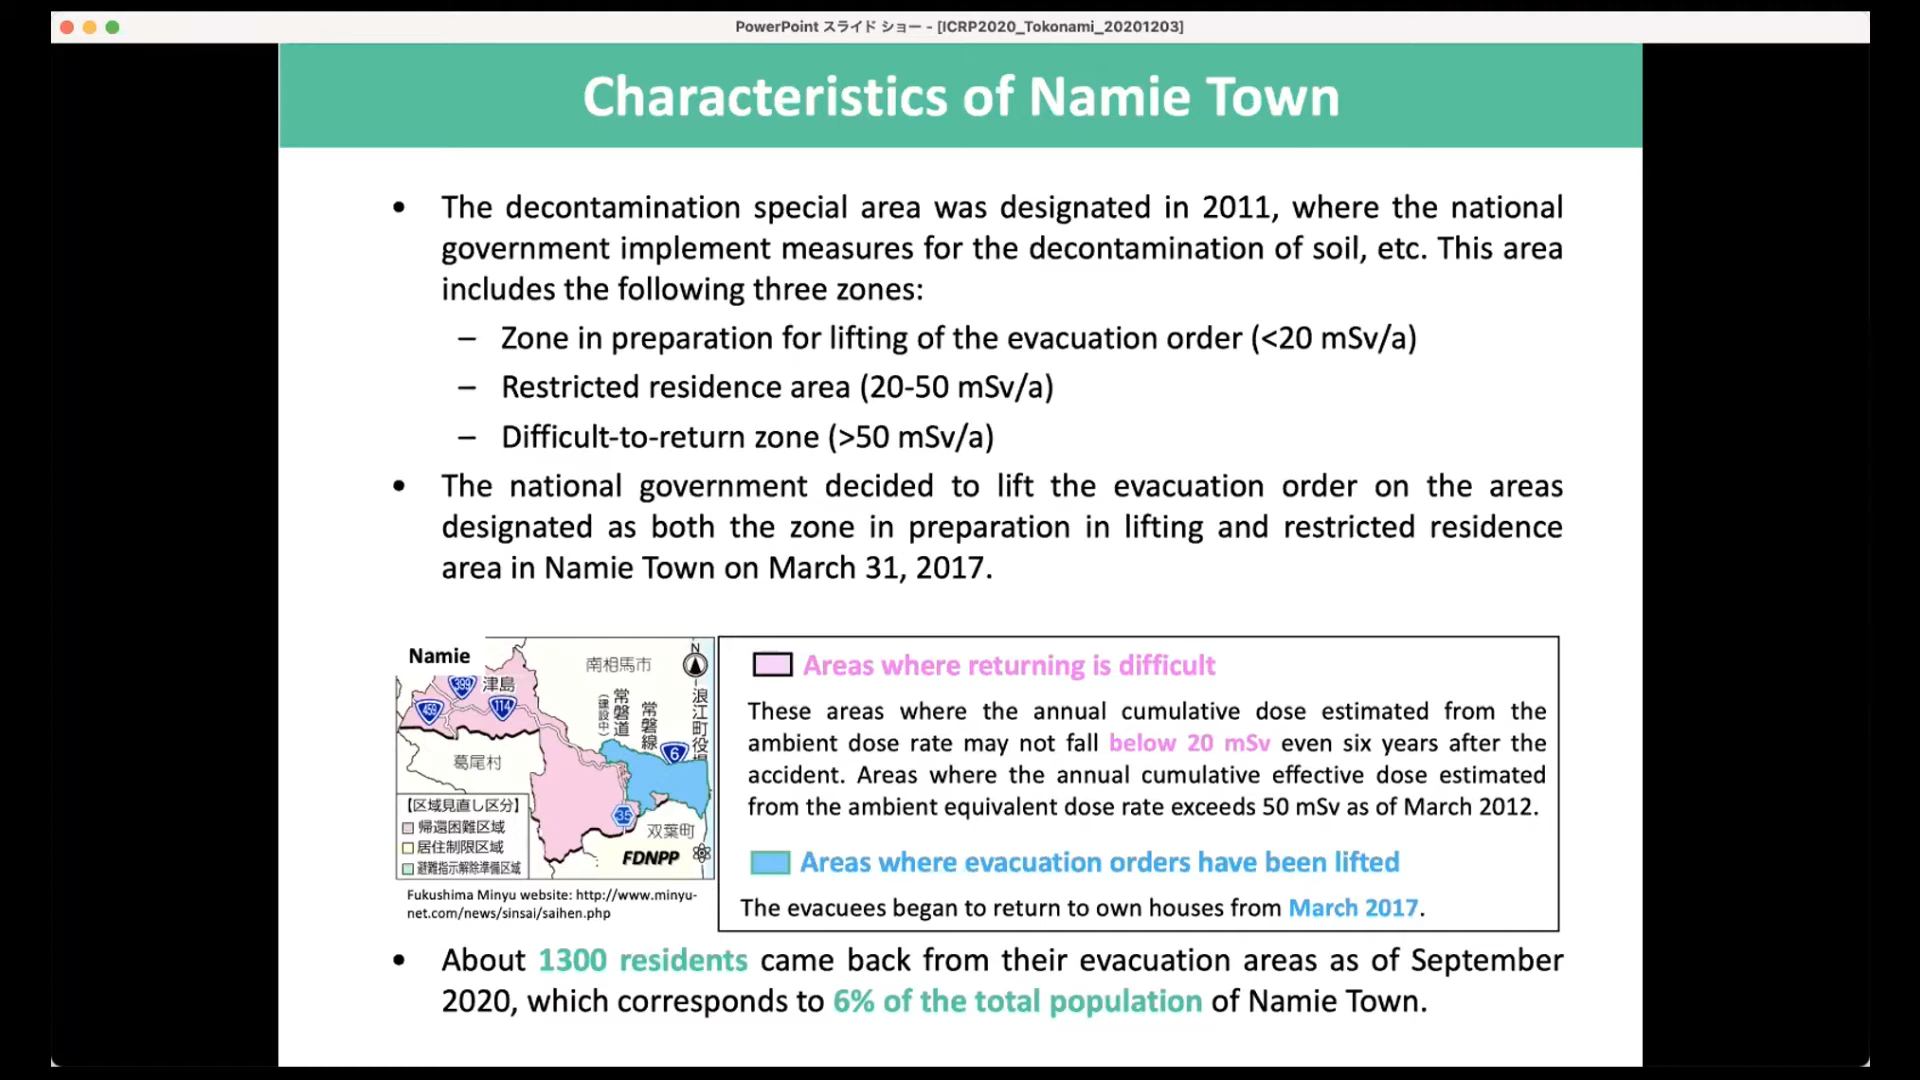 PowerPoint スライド ショー - [ICRP2020_Tokonami_20201203]
Characteristics of Namie Town
• The decontamination special area was designated in 2011, where the national
government implement measures for the decontamination of soil, etc. This area
includes the following three zones:
– Zone in preparation for lifting of the evacuation order (<20 mSv/a)
– Restricted residence area (20-50 mSv/a)
– Difficult-to-return zone (>50 mSv/a)
• The national government decided to lift the evacuation order on the areas
designated as both the zone in preparation in lifting and restricted residence
area in Namie Town on March 31, 2017.
Namie
南相馬市
N
399
津島
459
114
常磐道
(建設中)
常磐線
浪江町役場
6
葛尾村
35
双葉町
FDNPP
【区域見直し区分】
帰還困難区域
居住制限区域
避難指示解除準備区域
Fukushima Minyu website: http://www.minyu-
net.com/news/sinsai/saihen.php
Areas where returning is difficult
These areas where the annual cumulative dose estimated from the
ambient dose rate may not fall below 20 mSv even six years after the
accident. Areas where the annual cumulative effective dose estimated
from the ambient equivalent dose rate exceeds 50 mSv as of March 2012.
Areas where evacuation orders have been lifted
The evacuees began to return to own houses from March 2017.
• About 1300 residents came back from their evacuation areas as of September
2020, which corresponds to 6% of the total population of Namie Town.